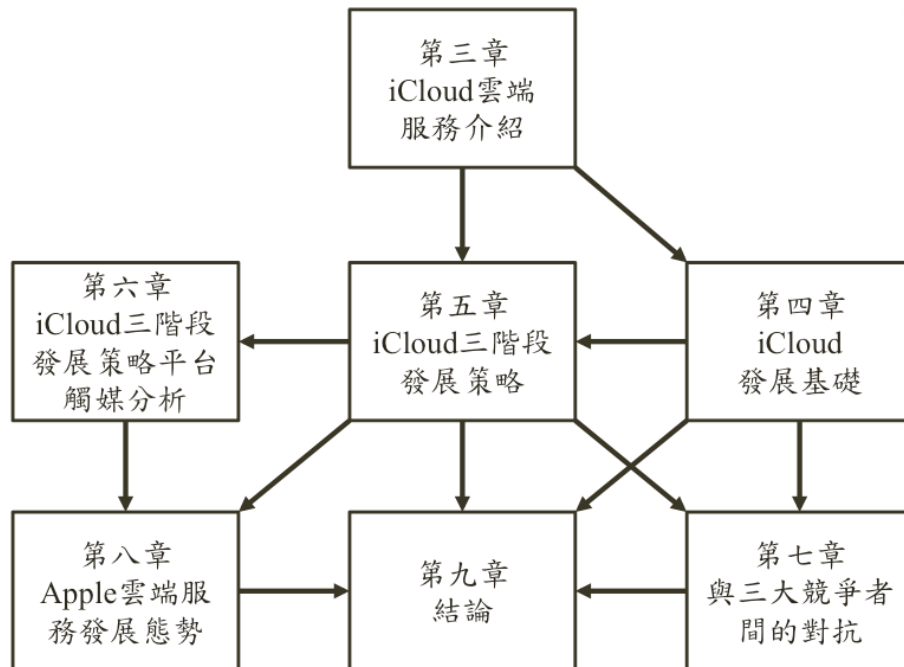 第三章
iCloud雲端
服務介紹
第六章
iCloud三階段
發展策略平台
觸媒分析
第五章
iCloud三階段
發展策略
第四章
iCloud
發展基礎
第八章
Apple雲端服
務發展態勢
第九章
結論
第七章
與三大競爭者
間的對抗